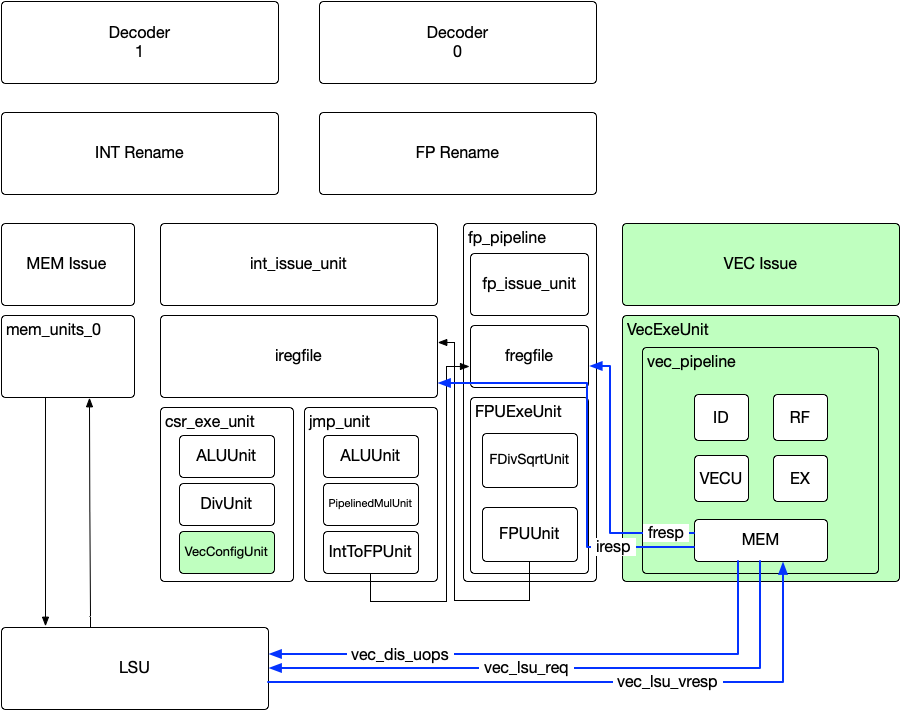 Decoder
1
Decoder
0
INT Rename
FP Rename
MEM Issue
int_issue_unit
fp_pipeline
fp_issue_unit
VEC Issue
mem_units_0
iregfile
fregfile
VecExeUnit
vec_pipeline
ID
RF
VECU
EX
MEM
csr_exe_unit
ALUUnit
DivUnit
VecConfigUnit
jmp_unit
ALUUnit
PipelinedMulUnit
IntToFPUnit
FPUExeUnit
FDivSqrtUnit
FPUUnit
fresp
iresp
LSU
vec_dis_uops
vec_lsu_req
vec_lsu_vresp